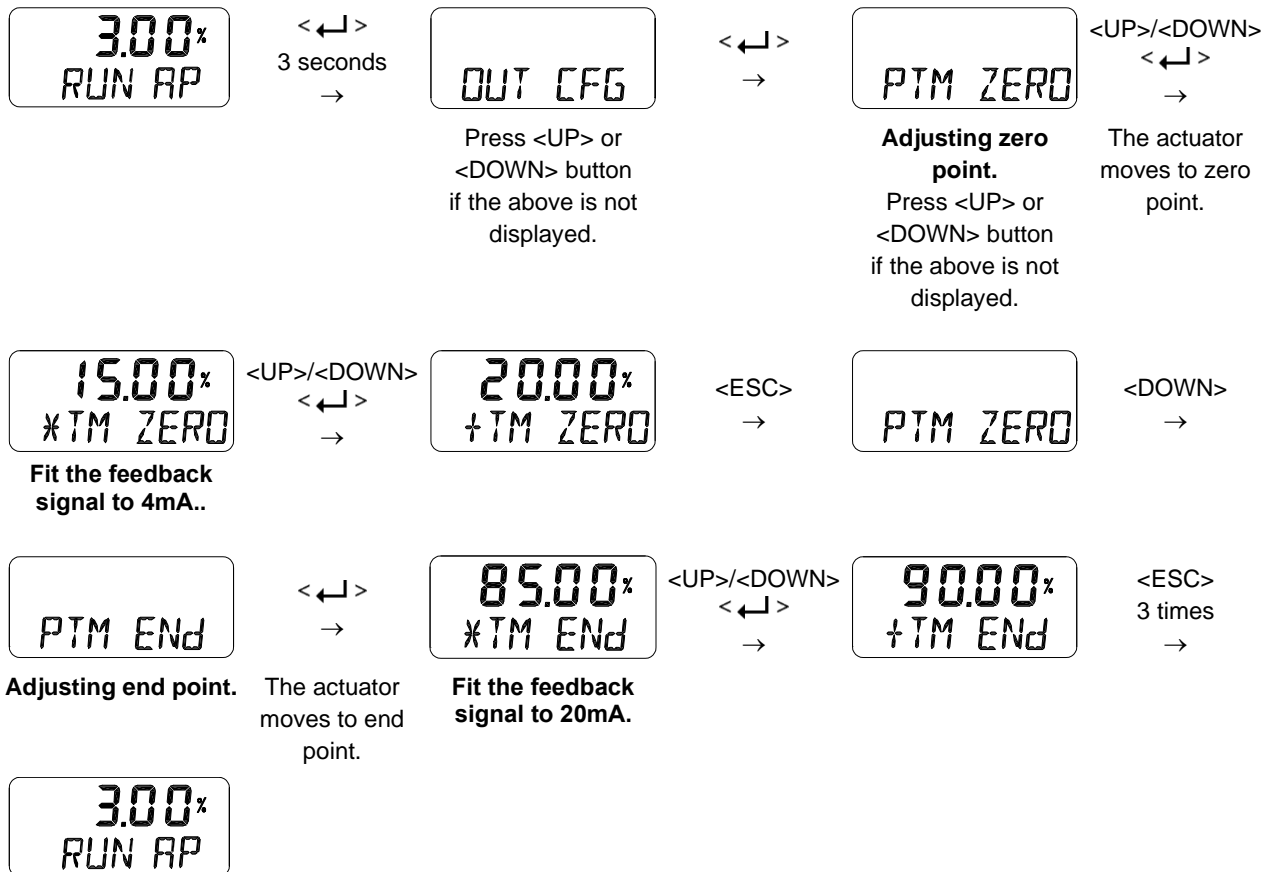 3.00%
RUN AP
< ↵ >
3 seconds
→
OUT CFG
Press <UP> or
<DOWN> button
if the above is not
displayed.
< ↵ >
→
PTM ZERO
Adjusting zero
point.
Press <UP> or
<DOWN> button
if the above is not
displayed.
<UP>/<DOWN>
< ↵ >
→
The actuator
moves to zero
point.
15.00%
*TM ZERO
Fit the feedback
signal to 4mA..
<UP>/<DOWN>
< ↵ >
→
20.00%
+TM ZERO
<ESC>
→
PTM ZERO
<DOWN>
→
PTM ENd
Adjusting end point.
< ↵ >
→
The actuator
moves to end
point.
85.00%
*TM ENd
Fit the feedback
signal to 20mA.
<UP>/<DOWN>
< ↵ >
→
90.00%
+TM ENd
<ESC>
3 times
→
3.00%
RUN AP